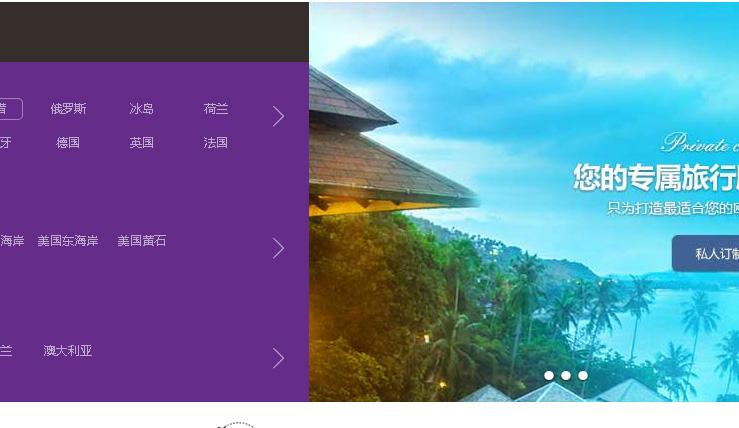 俄罗斯 冰岛 荷兰
牙 德国 英国 法国
海岸 美国东海岸 美国黄石
兰 澳大利亚
Private c
您的专属旅行
只为打造最适合您的
私人订制